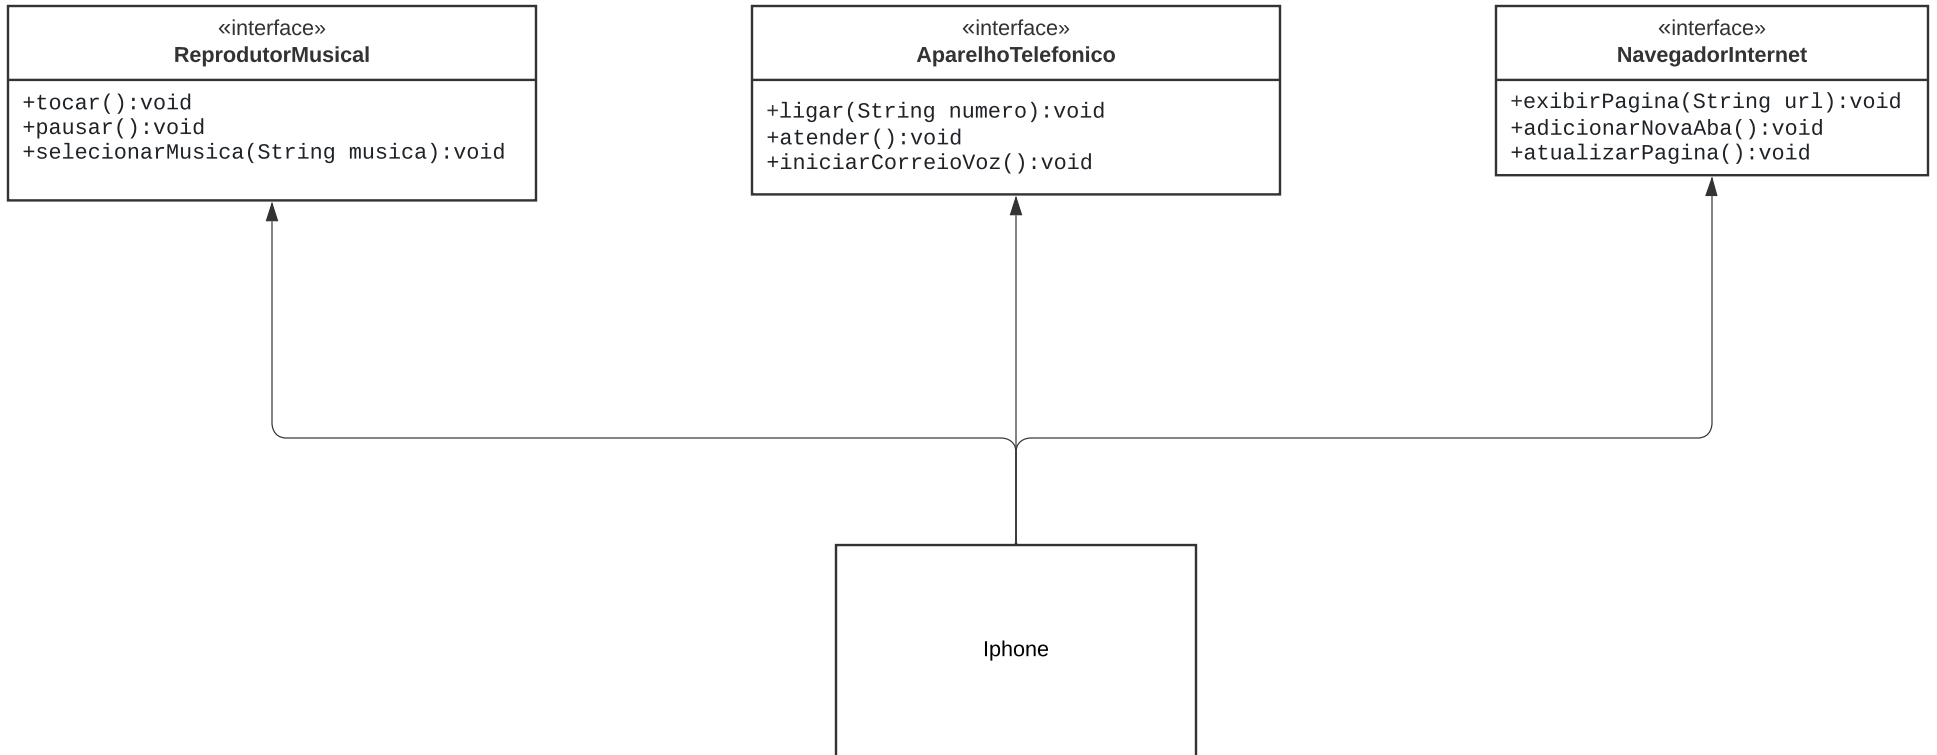 «interface»
ReprodutorMusical
+tocar():void
+pausar():void
+selecionarMusica(String musica):void
«interface»
AparelhoTelefonico
+ligar(String numero):void
+atender():void
+iniciarCorreioVoz():void
«interface»
NavegadorInternet
+exibirPagina(String url):void
+adicionarNovaAba():void
+atualizarPagina():void
Iphone